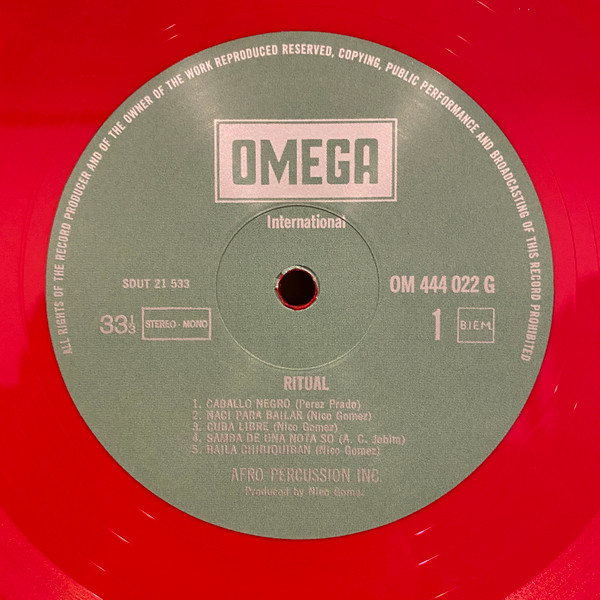 ALL RIGHTS OF THE RECORD PRODUCER AND OF THE OWNER OF THE WORK REPRODUCED RESERVED, COPYING, PUBLIC PERFORMANCE AND BROADCASTING OF THIS RECORD PROHIBITED
OMEGA
International
SDUT 21 533
OM 444 022 G
33 1/3
STEREO - MONO
1
B.I.E.M.
RITUAL
1. CABALLO NEGRO (Perez Prado)
2. NACI PARA BAILAR (Nico Gomez)
3. CUBA LIBRE (Nico Gomez)
4. SAMBA DE UNA NOTA SO (A. C. Jobim)
5. BAILA CHIBIQUIBAN (Nico Gomez)
AFRO PERCUSSION INC.
Produced by Nico Gomez